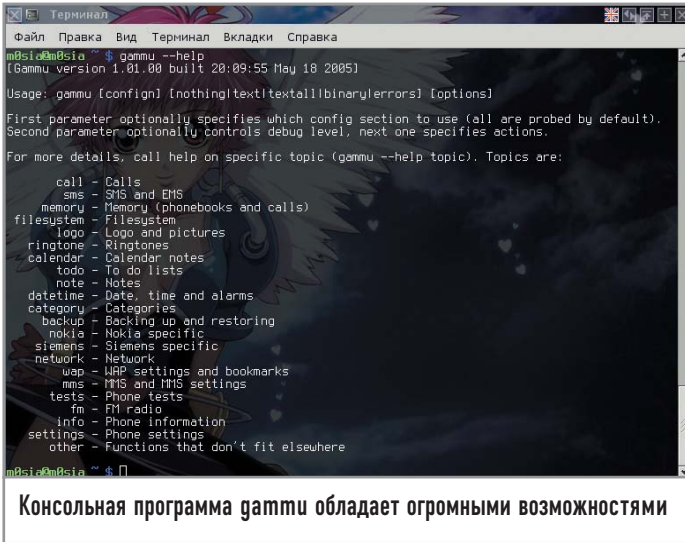 Терминал
Файл Правка Вид Терминал Вкладки Справка
m0sia@m0sia ~ $ gammu --help
[Gammu version 1.01.00 built 20:09:55 May 18 2005]
Usage: gammu [confign] [nothing|text|textall|binary|errors] [options]
First parameter optionally specifies which config section to use (all are probed by default).
Second parameter optionally controls debug level, next one specifies actions.
For more details, call help on specific topic (gammu --help topic). Topics are:
call - Calls
sms - SMS and EMS
memory - Memory (phonebooks and calls)
filesystem - Filesystem
logo - Logo and pictures
ringtone - Ringtones
calendar - Calendar notes
todo - To do lists
note - Notes
datetime - Date, time and alarms
category - Categories
backup - Backing up and restoring
nokia - Nokia specific
siemens - Siemens specific
network - Network
wap - WAP settings and bookmarks
mms - MMS and MMS settings
tests - Phone tests
fm - FM radio
info - Phone information
settings - Phone settings
other - Functions that don't fit elsewhere
m0sia@m0sia ~ $
Консольная программа gammu обладает огромными возможностями